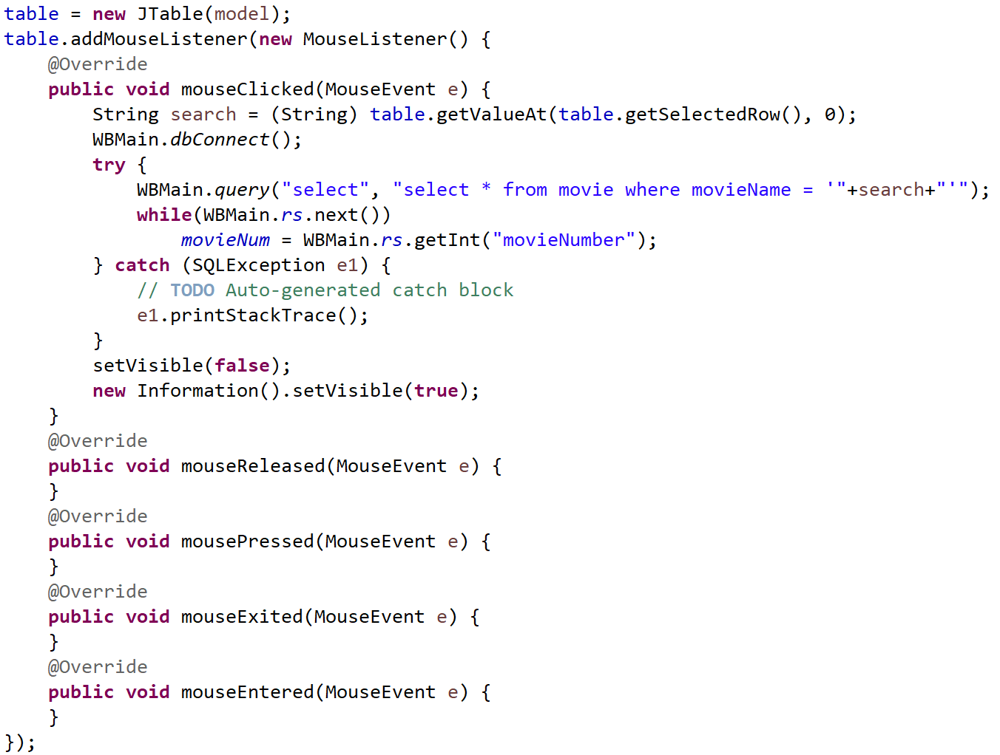 table = new JTable(model);
table.addMouseListener(new MouseListener() {
    @Override
    public void mouseClicked(MouseEvent e) {
        String search = (String) table.getValueAt(table.getSelectedRow(), 0);
        WBMain.dbConnect();
        try {
            WBMain.query("select", "select * from movie where movieName = '"+search+"'");
            while(WBMain.rs.next())
                movieNum = WBMain.rs.getInt("movieNumber");
        } catch (SQLException e1) {
            // TODO Auto-generated catch block
            e1.printStackTrace();
        }
        setVisible(false);
        new Information().setVisible(true);
    }
    @Override
    public void mouseReleased(MouseEvent e) {
    }
    @Override
    public void mousePressed(MouseEvent e) {
    }
    @Override
    public void mouseExited(MouseEvent e) {
    }
    @Override
    public void mouseEntered(MouseEvent e) {
    }
});